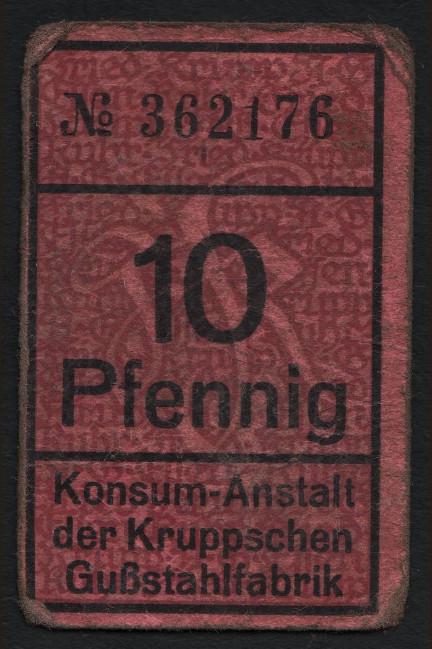 № 362176
10
Pfennig
Konsum-Anstalt
der Kruppschen
Gußstahlfabrik